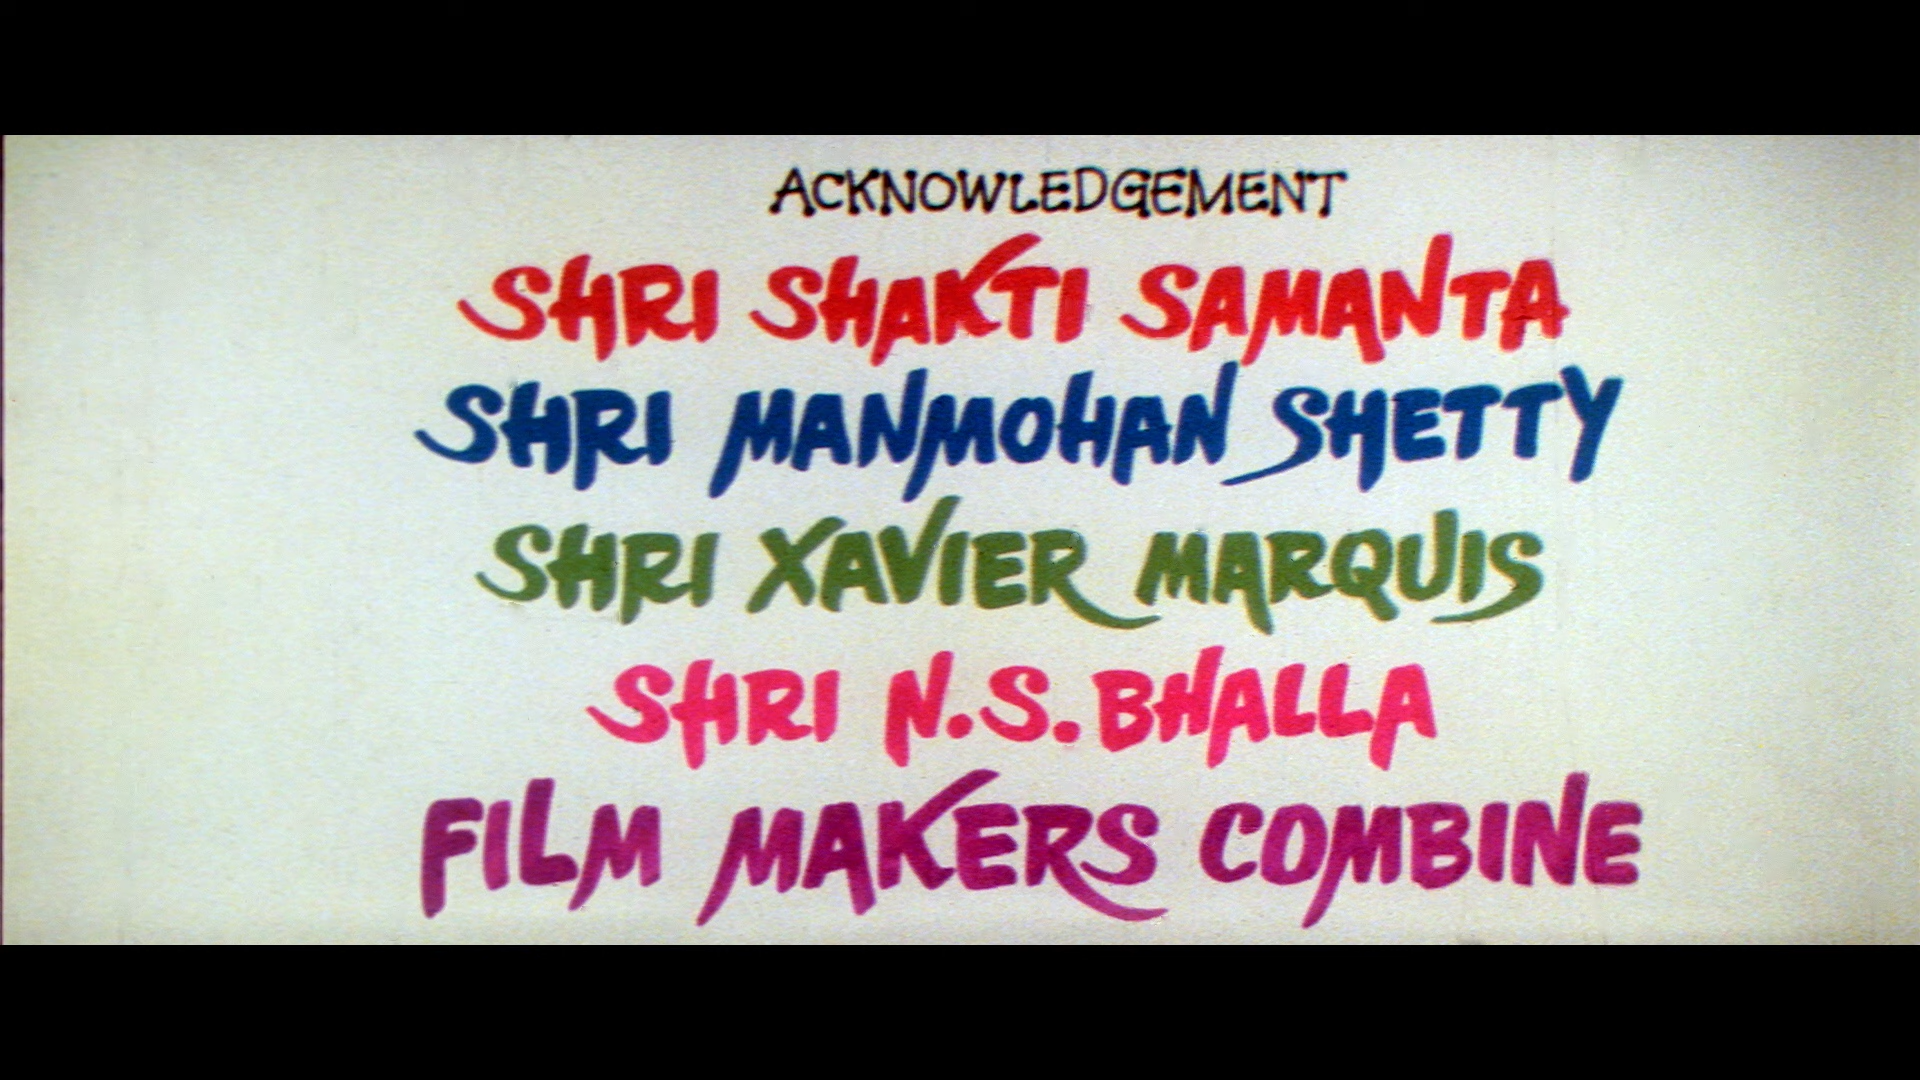 ACKNOWLEDGEMENT
SHRI SHAKTI SAMANTA
SHRI MANMOHAN SHETTY
SHRI XAVIER MARQUIS
SHRI N.S. BHALLA
FILM MAKERS COMBINE